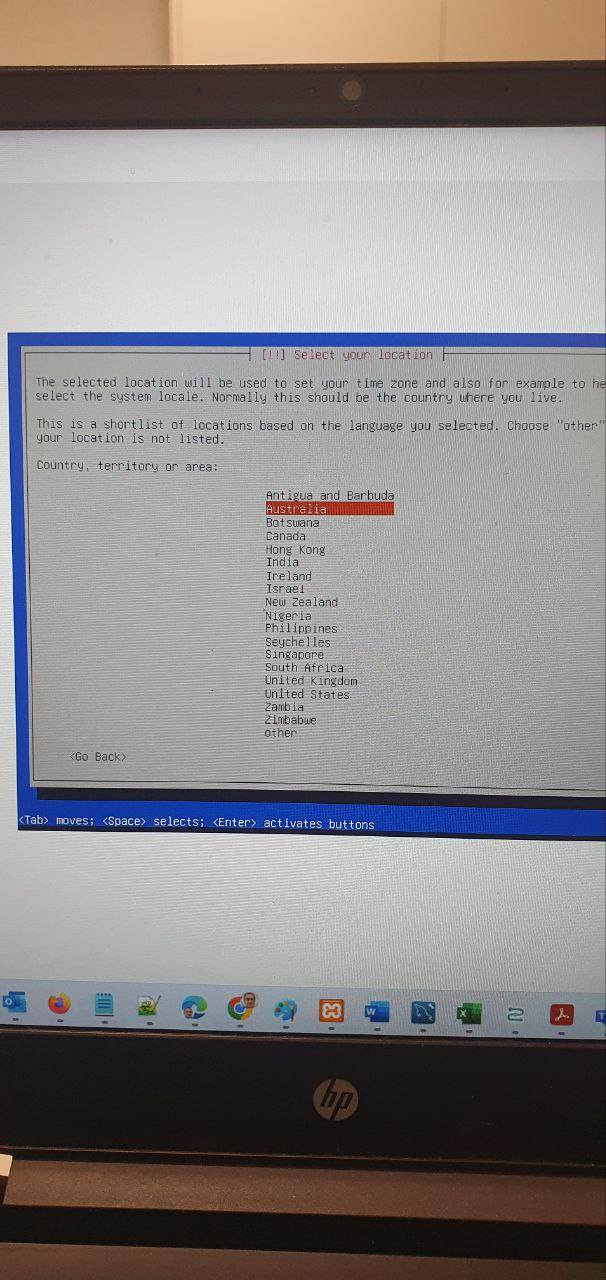 [!!] Select your location
The selected location will be used to set your time zone and also for example to he
select the system locale. Normally this should be the country where you live.
This is a shortlist of locations based on the language you selected. Choose "other"
your location is not listed.
Country, territory or area:
Antigua and Barbuda
Australia
Botswana
Canada
Hong Kong
India
Ireland
Israel
New Zealand
Nigeria
Philippines
Seychelles
Singapore
South Africa
United Kingdom
United States
Zambia
Zimbabwe
other
<Go Back>
<Tab> moves; <Space> selects; <Enter> activates buttons
hp